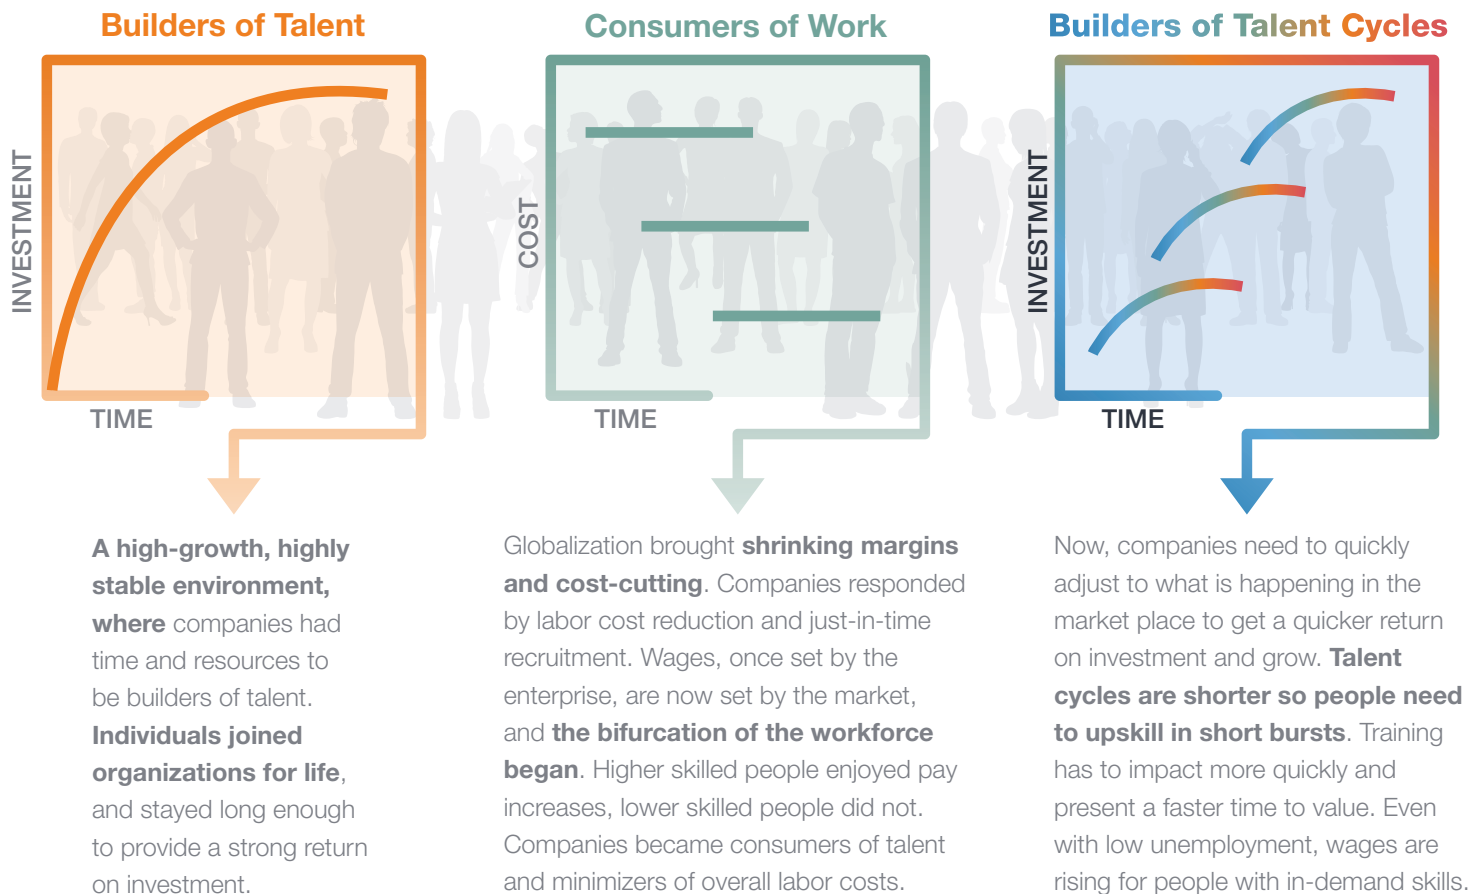 Builders of Talent
INVESTMENT
TIME
A high-growth, highly
stable environment,
where companies had
time and resources to
be builders of talent.
Individuals joined
organizations for life,
and stayed long enough
to provide a strong return
on investment.
Consumers of Work
COST
TIME
Globalization brought shrinking margins
and cost-cutting. Companies responded
by labor cost reduction and just-in-time
recruitment. Wages, once set by the
enterprise, are now set by the market,
and the bifurcation of the workforce
began. Higher skilled people enjoyed pay
increases, lower skilled people did not.
Companies became consumers of talent
and minimizers of overall labor costs.
Builders of Talent Cycles
INVESTMENT
TIME
Now, companies need to quickly
adjust to what is happening in the
market place to get a quicker return
on investment and grow. Talent
cycles are shorter so people need
to upskill in short bursts. Training
has to impact more quickly and
present a faster time to value. Even
with low unemployment, wages are
rising for people with in-demand skills.